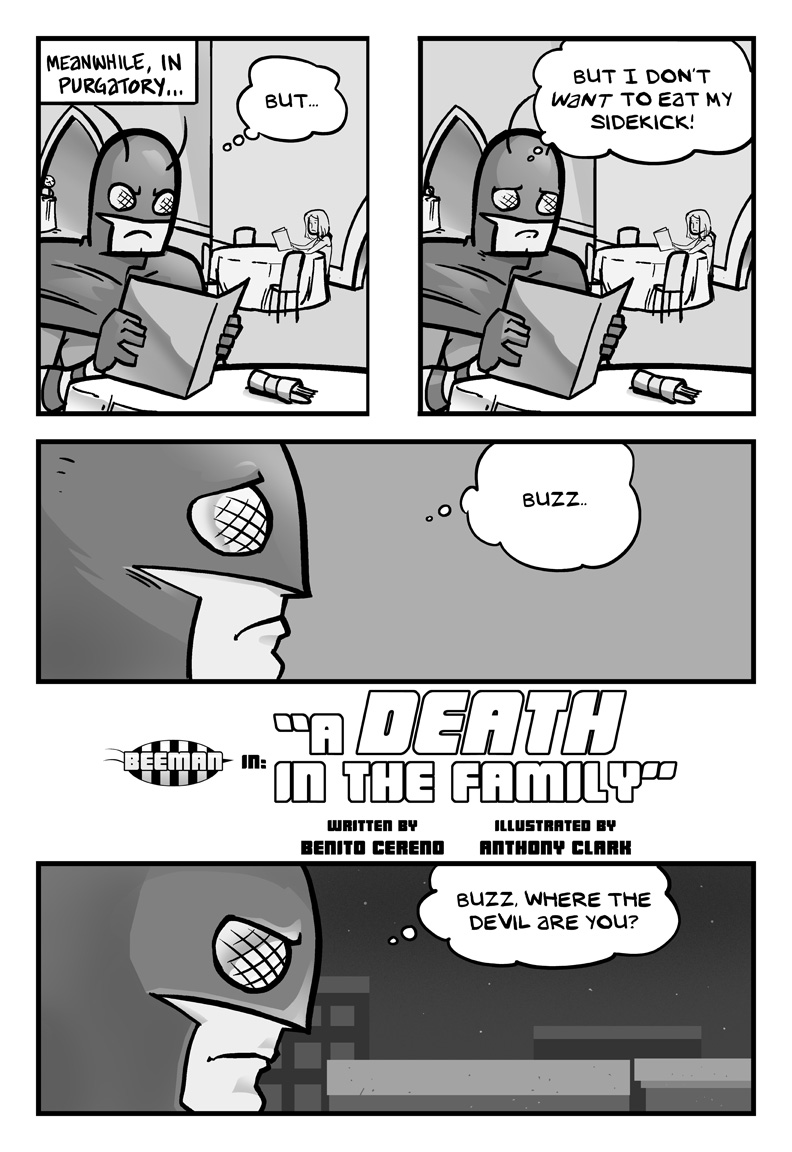 MEANWHILE, IN
PURGATORY...
BUT...
BUT I DON'T
WANT TO EAT MY
SIDEKICK!
BUZZ..
BEEMAN IN:
"A DEATH
IN THE FAMILY"
WRITTEN BY
BENITO CERENO
ILLUSTRATED BY
ANTHONY CLARK
BUZZ, WHERE THE
DEVIL ARE YOU?